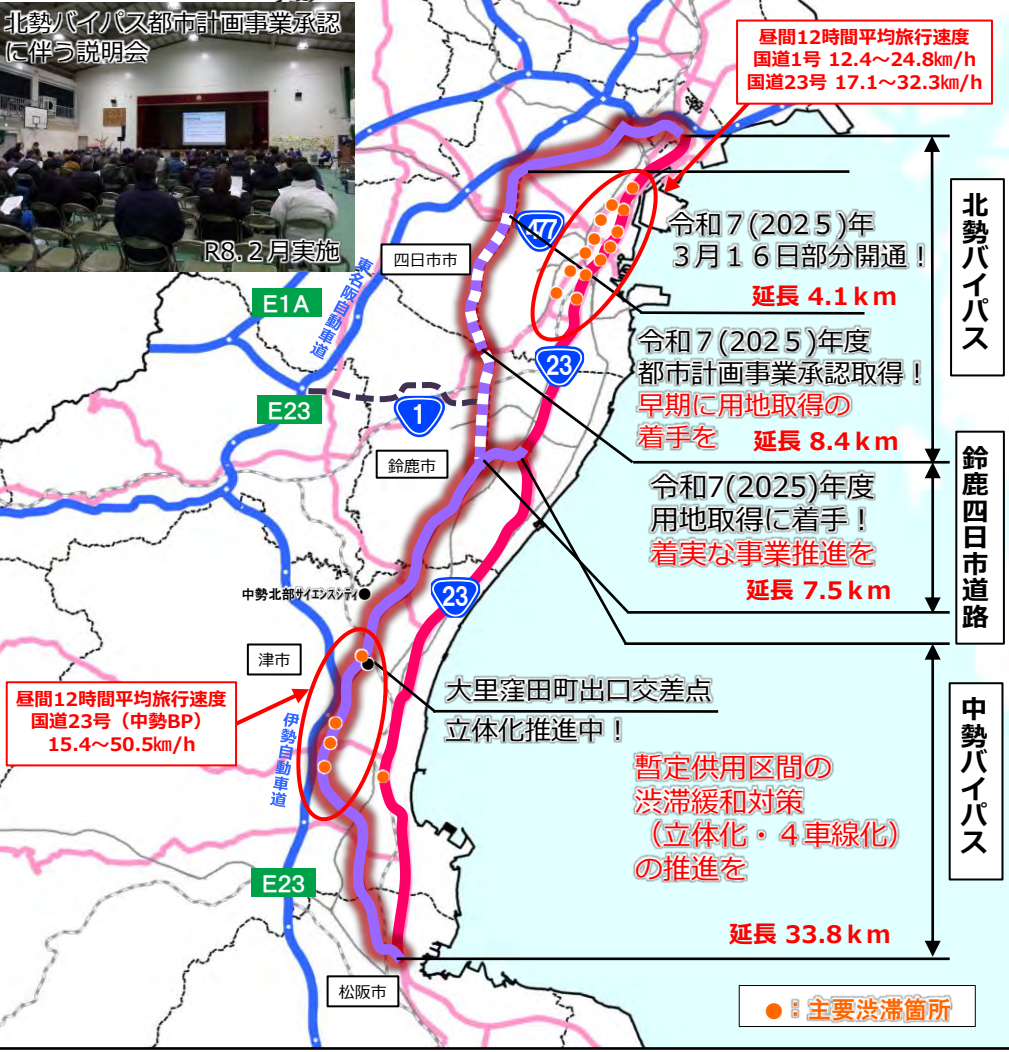 北勢バイパス都市計画事業承認
に伴う説明会
R8.2月実施
昼間12時間平均旅行速度
国道1号 12.4～24.8㎞/h
国道23号 17.1～32.3㎞/h
北勢バイパス
477
令和７(2025)年
３月１６日部分開通！
延長 4.1ｋｍ
四日市市
東名阪自動車道
E1A
令和７(2025)年度
都市計画事業承認取得！
早期に用地取得の
着手を
延長 8.4ｋｍ
23
E23
1
鈴鹿市
鈴鹿四日市道路
令和7(2025)年度
用地取得に着手！
着実な事業推進を
延長 7.5ｋｍ
中勢北部サイエンスシティ
23
津市
昼間12時間平均旅行速度
国道23号（中勢BP）
15.4～50.5㎞/h
伊勢自動車道
大里窪田町出口交差点
立体化推進中！
中勢バイパス
暫定供用区間の
渋滞緩和対策
（立体化・４車線化）
の推進を
E23
延長 33.8ｋｍ
松阪市
：主要渋滞箇所